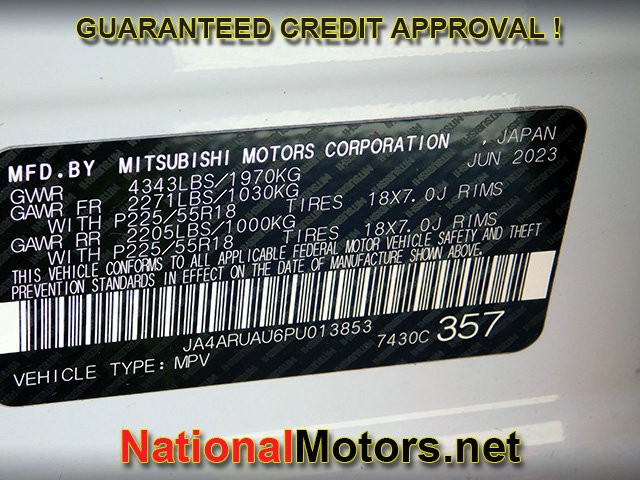 GUARANTEED CREDIT APPROVAL !
MFD.BY MITSUBISHI MOTORS CORPORATION , JAPAN
JUN 2023
GVWR 4343LBS/1970KG
GAWR FR 2271LBS/1030KG
WITH P225/55R18 TIRES 18X7.0J RIMS
GAWR RR 2205LBS/1000KG
WITH P225/55R18 TIRES 18X7.0J RIMS
THIS VEHICLE CONFORMS TO ALL APPLICABLE FEDERAL MOTOR VEHICLE SAFETY AND THEFT
PREVENTION STANDARDS IN EFFECT ON THE DATE OF MANUFACTURE SHOWN ABOVE.
JA4ARUAU6PU013853
7430C 357
VEHICLE TYPE: MPV
NationalMotors.net